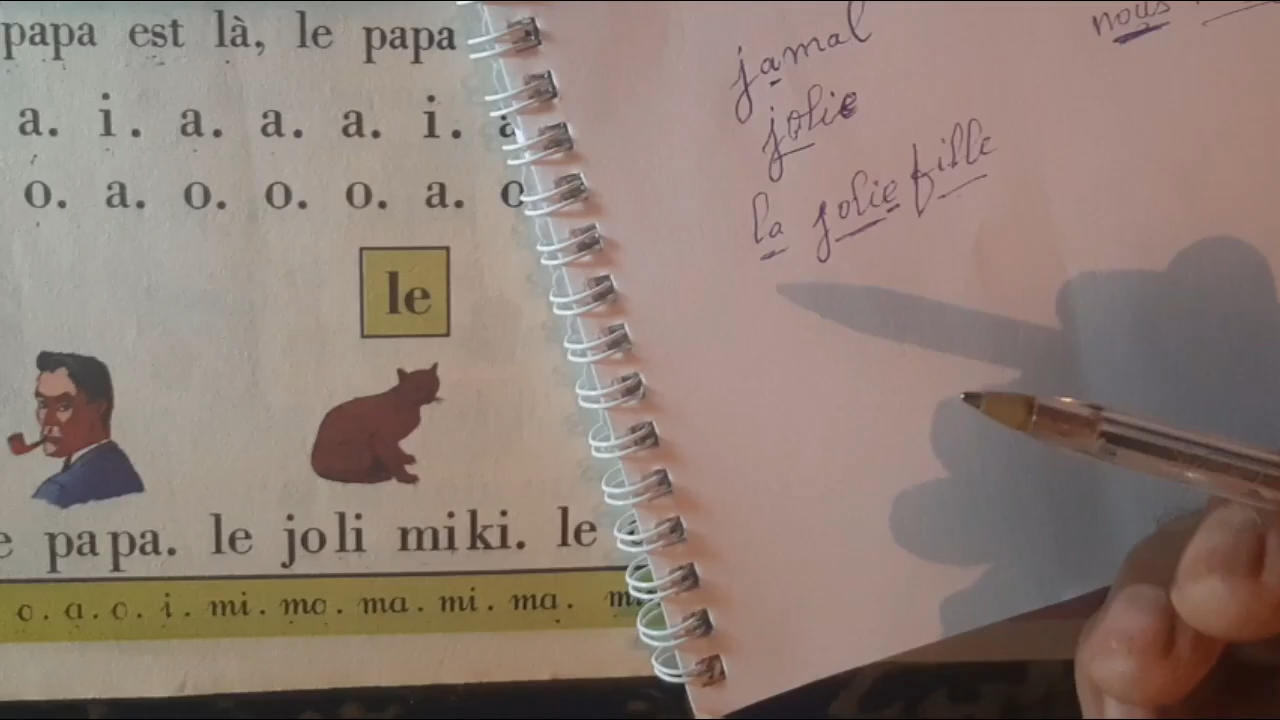 papa est là, le papa
a. i. a. a. a. i. a
o. a. o. o. o. a. o
le
papa. le joli miki. le
o. a. o. i. mi. mo. ma. mi. ma.
jamal
jolie
la jolie fille
nous